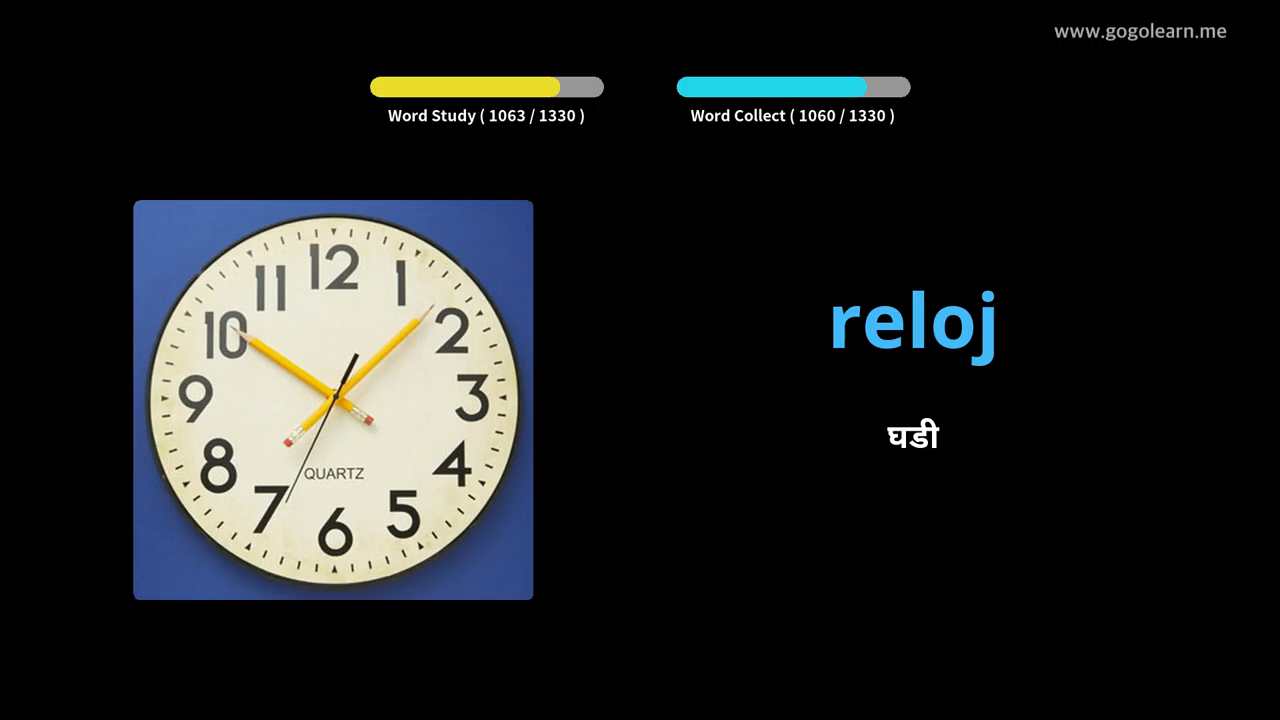 www.gogolearn.me
Word Study ( 1063 / 1330 )
Word Collect ( 1060 / 1330 )
12
1
2
3
4
5
6
7
8
9
10
11
QUARTZ
reloj
घडी